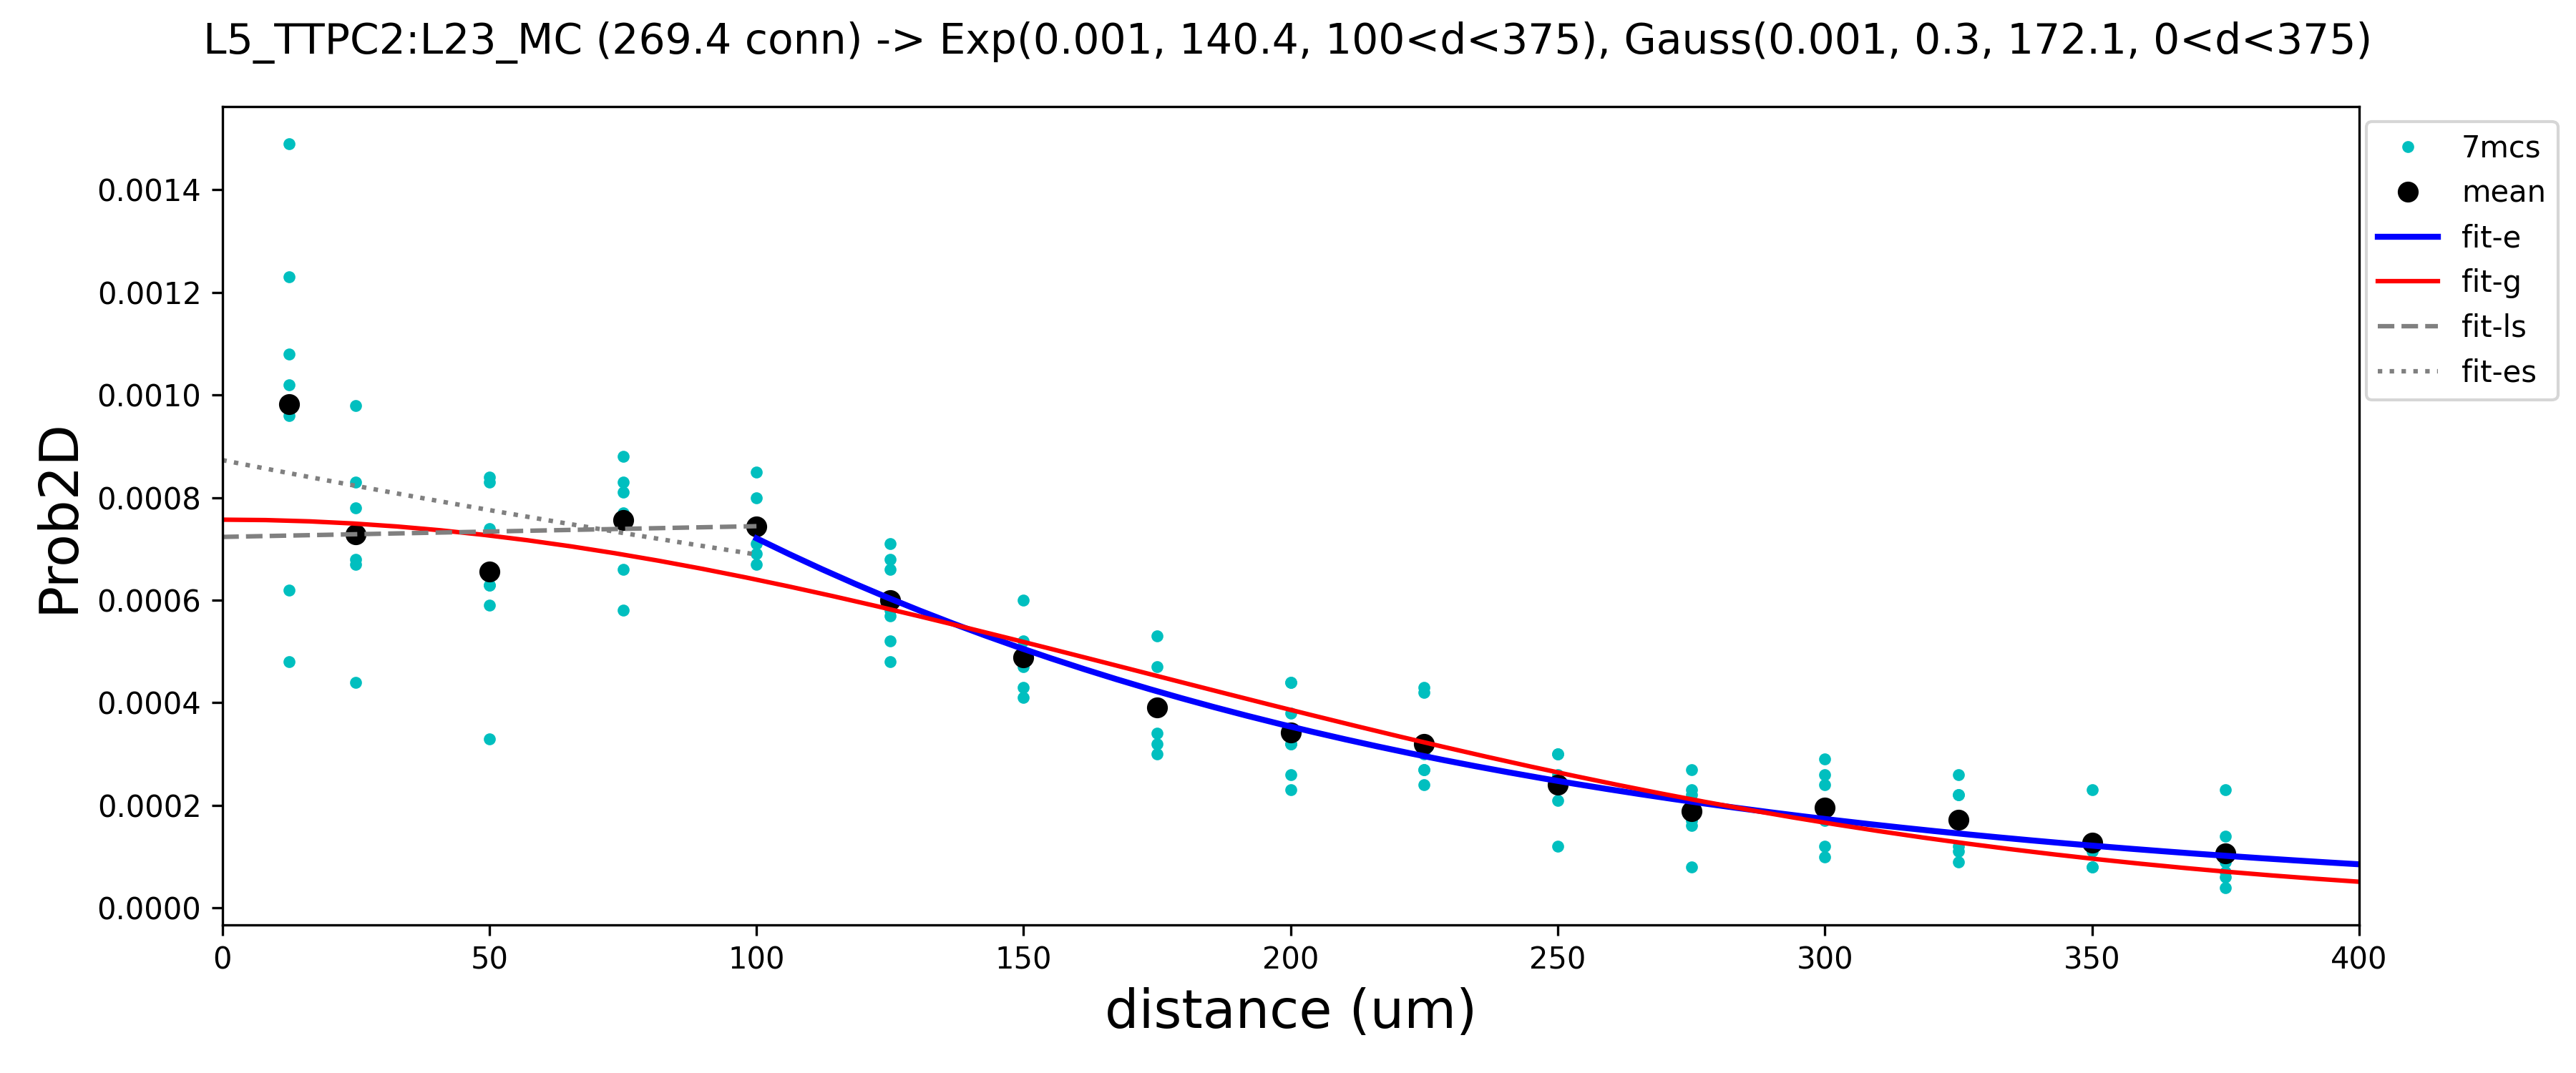 L5_TTPC2:L23_MC (269.4 conn) -> Exp(0.001, 140.4, 100<d<375), Gauss(0.001, 0.3, 172.1, 0<d<375)
7mcs
mean
fit-e
fit-g
fit-ls
fit-es
Prob2D
0.0014
0.0012
0.0010
0.0008
0.0006
0.0004
0.0002
0.0000
0 50 100 150 200 250 300 350 400
distance (um)